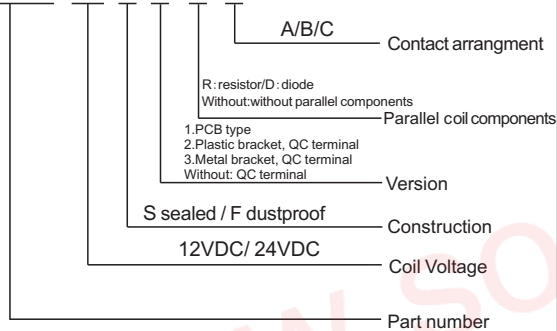 A/B/C
Contact arrangment
R:resistor/D:diode
Without:without parallel components
Parallel coil components
1.PCB type
2.Plastic bracket, QC terminal
3.Metal bracket, QC terminal
Without: QC terminal
Version
S sealed / F dustproof
Construction
12VDC/ 24VDC
Coil Voltage
Part number
W SO